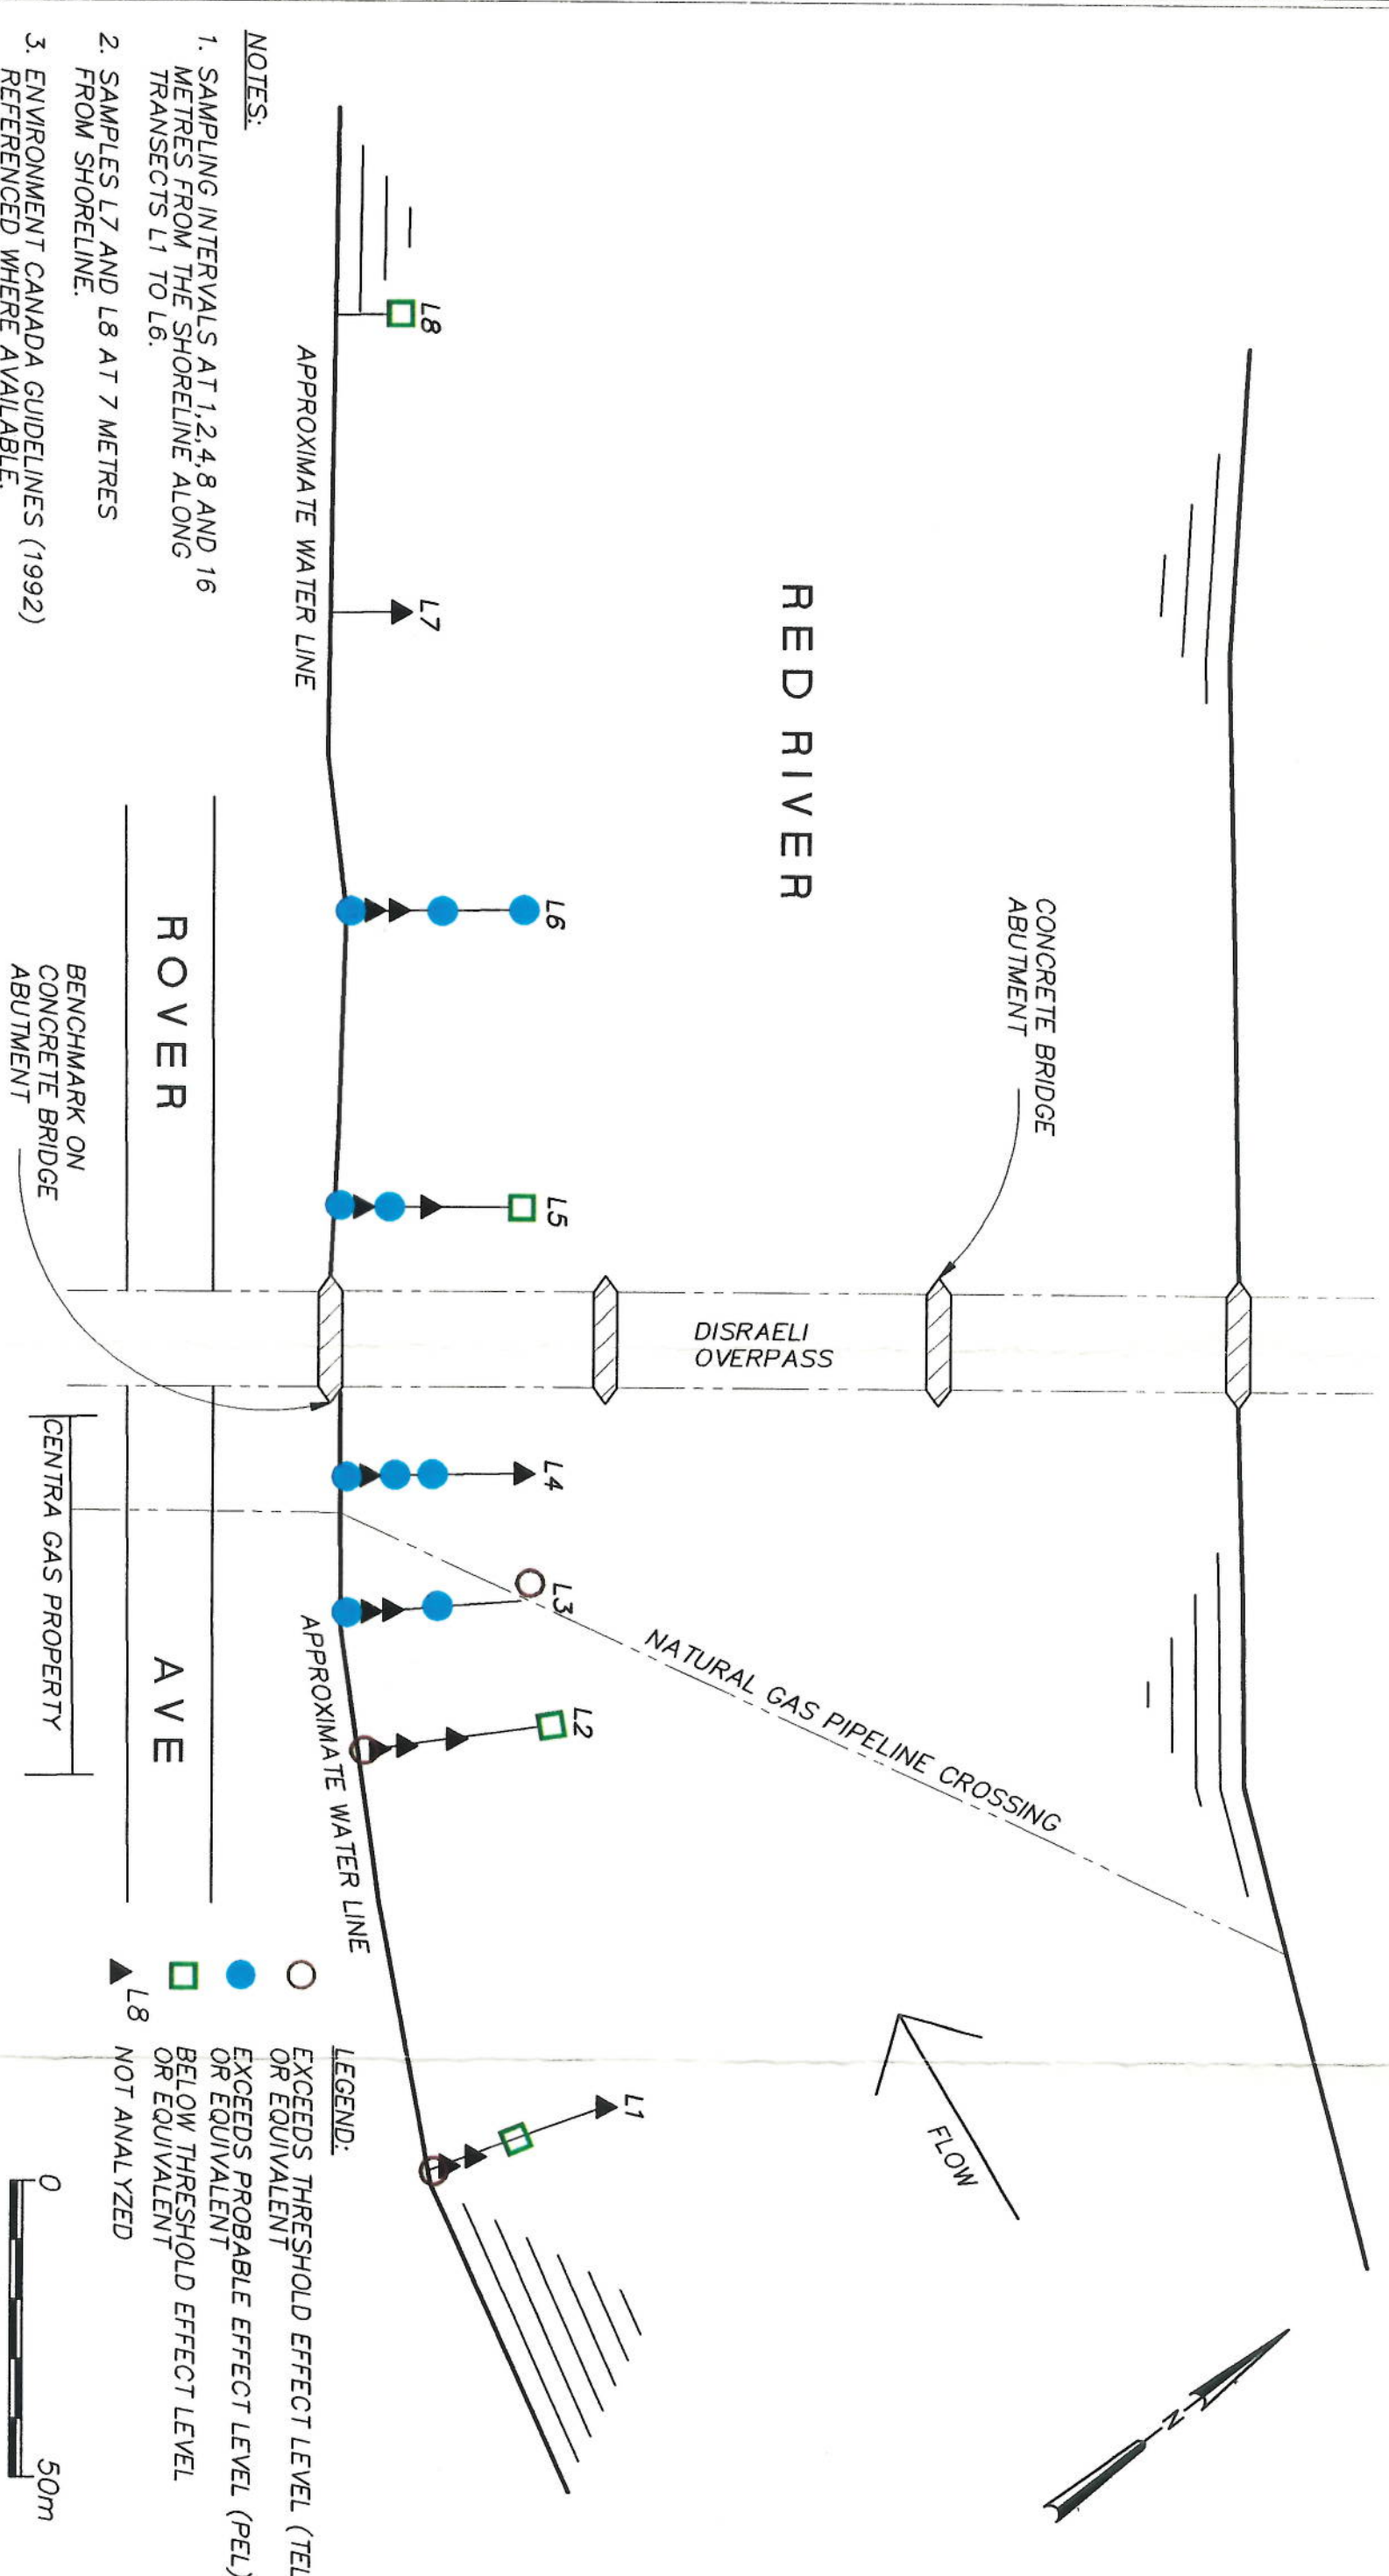 RED RIVER
CONCRETE BRIDGE
ABUTMENT
DISRAELI
OVERPASS
NATURAL GAS PIPELINE CROSSING
FLOW
N
L8
L7
L6
L5
L4
L3
L2
L1
APPROXIMATE WATER LINE
APPROXIMATE WATER LINE
ROVER AVE
BENCHMARK ON
CONCRETE BRIDGE
ABUTMENT
CENTRA GAS PROPERTY
NOTES:
1. SAMPLING INTERVALS AT 1,2,4,8 AND 16
METRES FROM THE SHORELINE ALONG
TRANSECTS L1 TO L6.
2. SAMPLES L7 AND L8 AT 7 METRES
FROM SHORELINE.
3. ENVIRONMENT CANADA GUIDELINES (1992)
REFERENCED WHERE AVAILABLE.
LEGEND:
EXCEEDS THRESHOLD EFFECT LEVEL (TEL
OR EQUIVALENT
EXCEEDS PROBABLE EFFECT LEVEL (PEL)
OR EQUIVALENT
BELOW THRESHOLD EFFECT LEVEL
OR EQUIVALENT
L8 NOT ANALYZED
0 50m